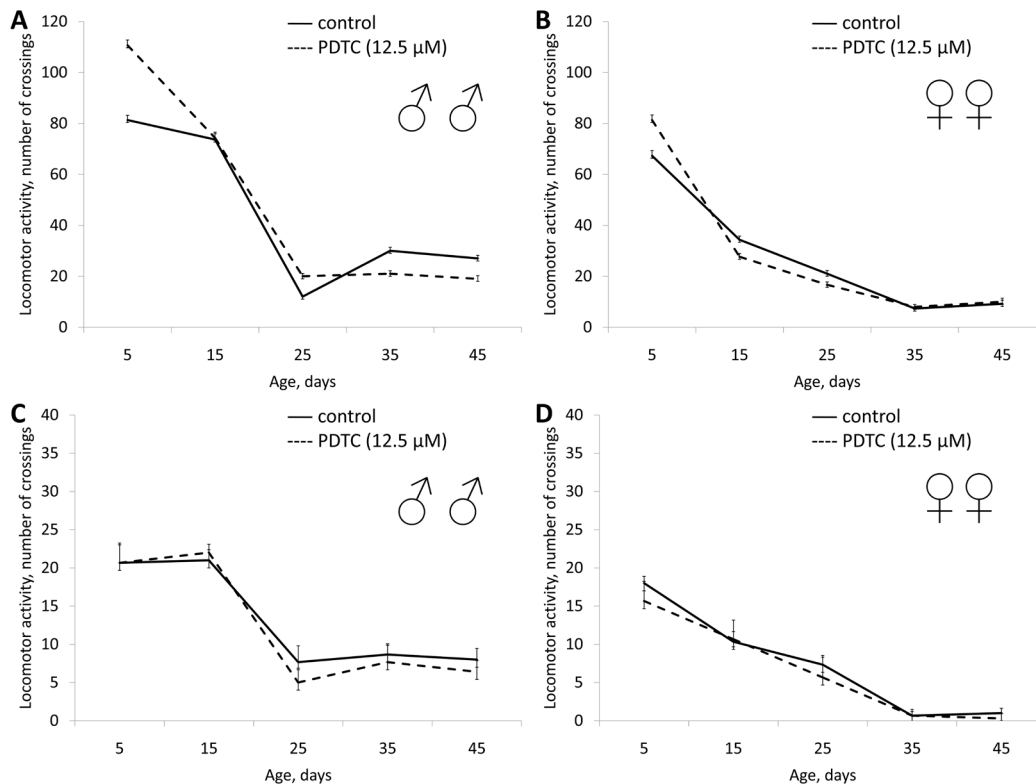 A
Locomotor activity, number of crossings
120
100
80
60
40
20
0
5 15 25 35 45
Age, days
control
PDTC (12.5 μM)
B
Locomotor activity, number of crossings
120
100
80
60
40
20
0
5 15 25 35 45
Age, days
control
PDTC (12.5 μM)
C
Locomotor activity, number of crossings
40
35
30
25
20
15
10
5
0
5 15 25 35 45
Age, days
control
PDTC (12.5 μM)
D
Locomotor activity, number of crossings
40
35
30
25
20
15
10
5
0
5 15 25 35 45
Age, days
control
PDTC (12.5 μM)